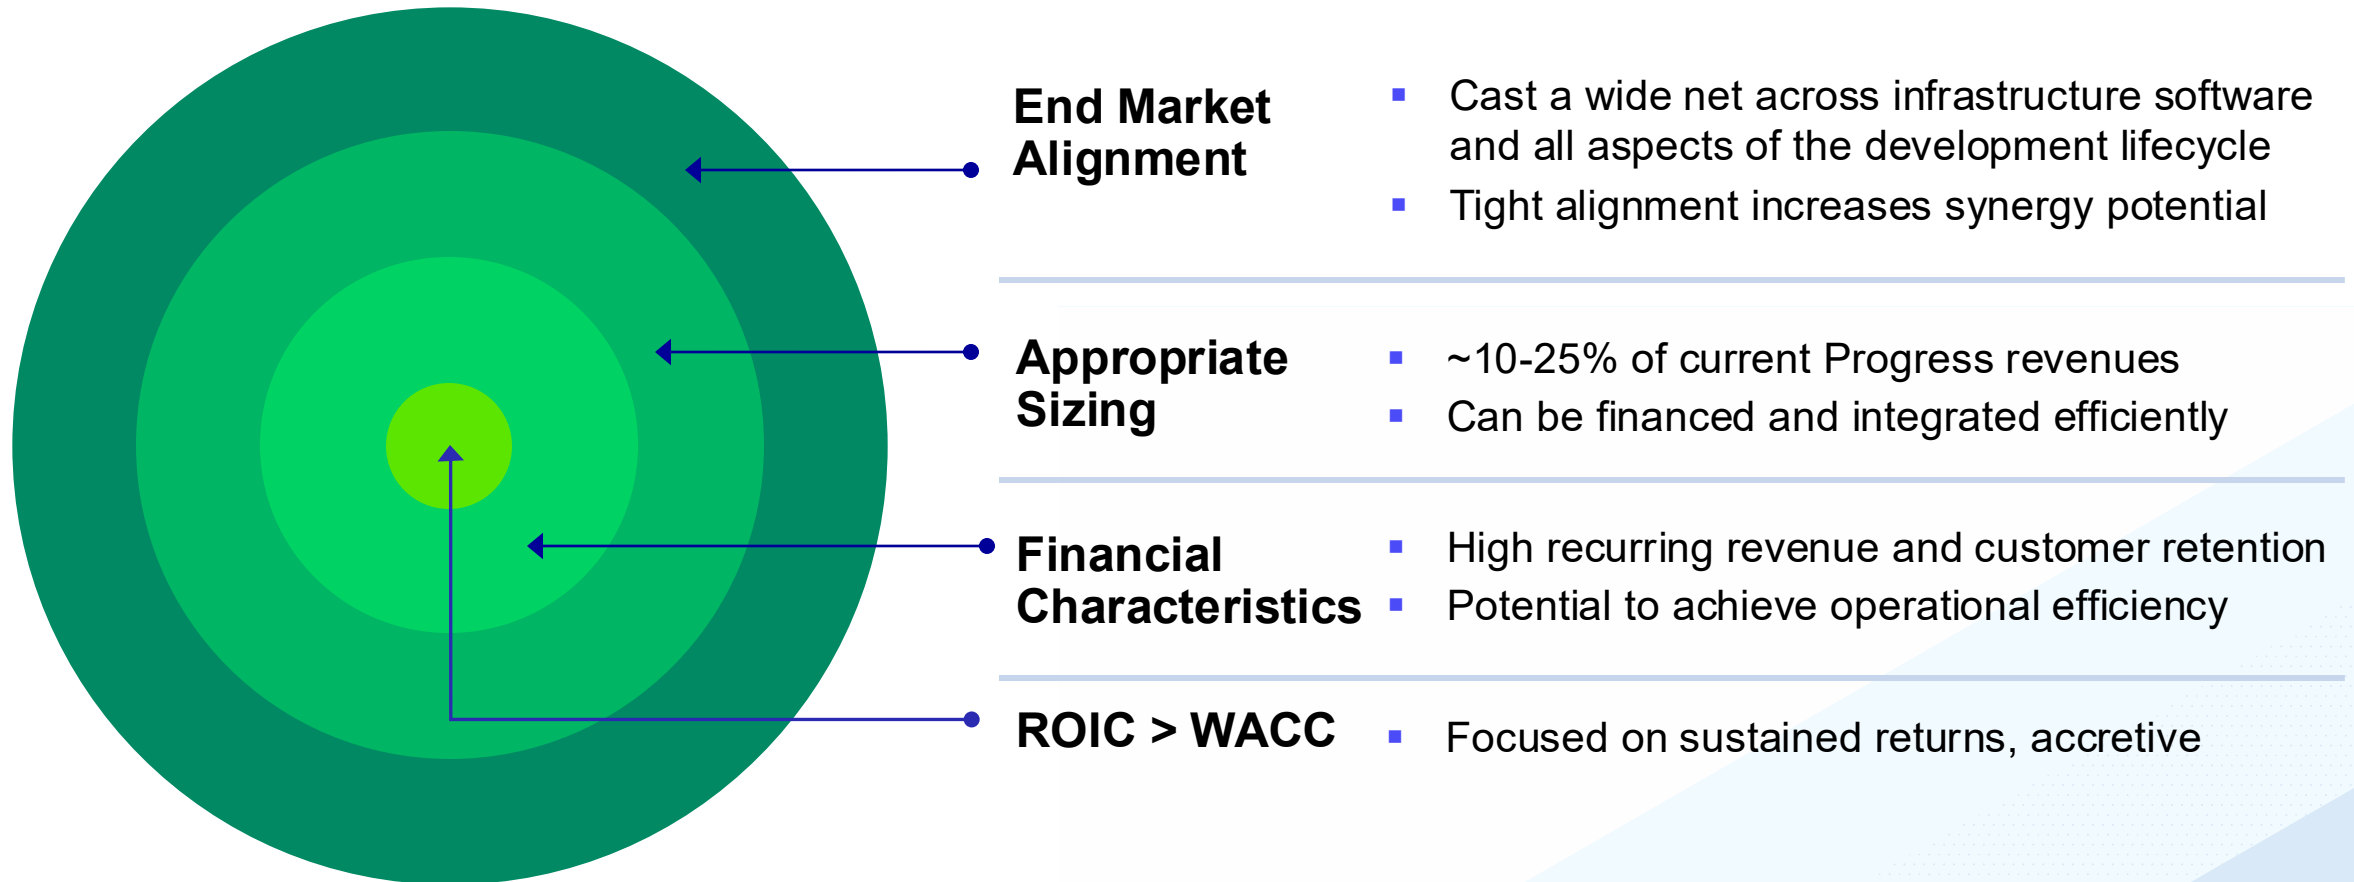 End Market
Alignment
Cast a wide net across infrastructure software
and all aspects of the development lifecycle
Tight alignment increases synergy potential
Appropriate
Sizing
~10-25% of current Progress revenues
Can be financed and integrated efficiently
Financial
Characteristics
High recurring revenue and customer retention
Potential to achieve operational efficiency
ROIC > WACC
Focused on sustained returns, accretive